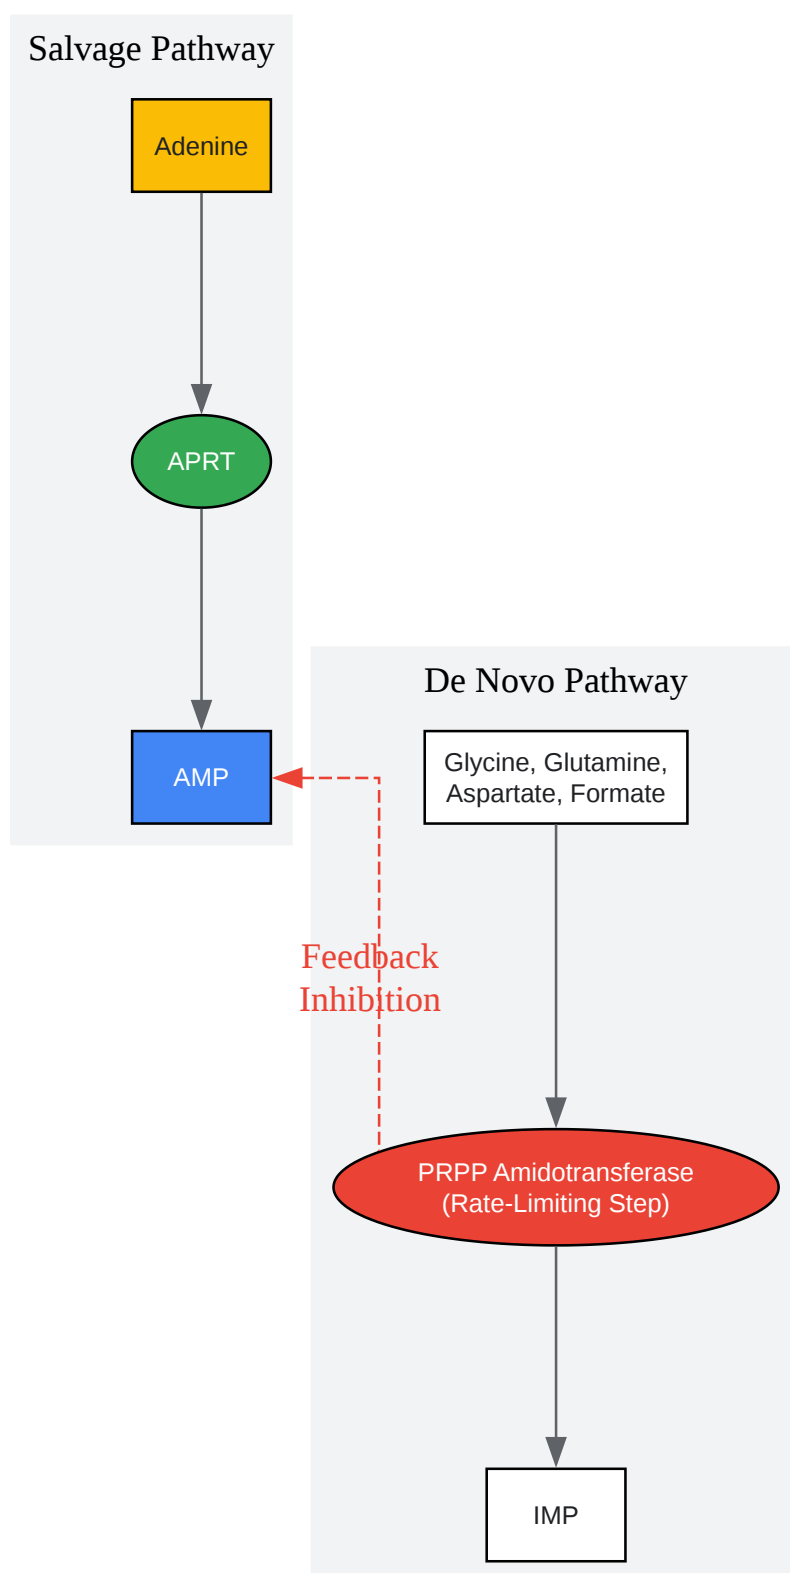 Salvage Pathway
Adenine
APRT
AMP
De Novo Pathway
Glycine, Glutamine,
Aspartate, Formate
Feedback
Inhibition
PRPP Amidotransferase
(Rate-Limiting Step)
IMP